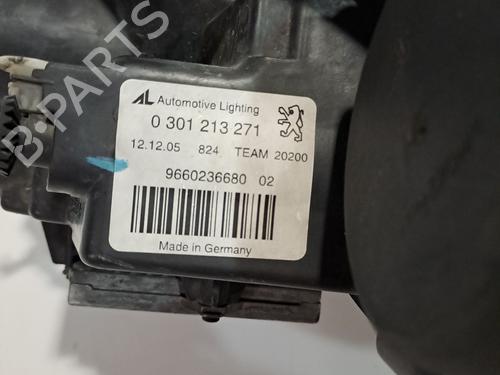 AL Automotive Lighting
0 301 213 271
12.12.05 824 TEAM 20200
9660236680 02
Made in Germany
B-PARTS